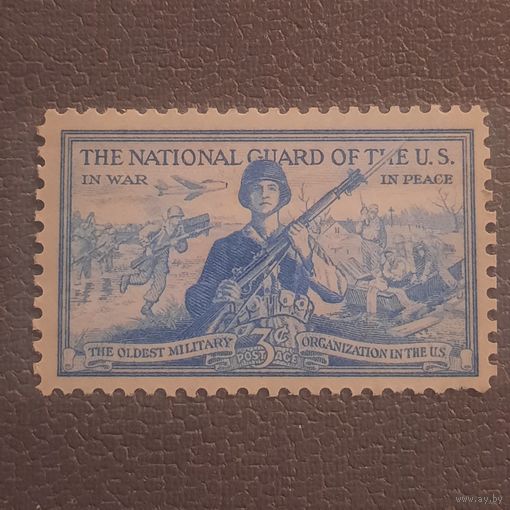 THE NATIONAL GUARD OF THE U.S.
IN WAR
IN PEACE
THE OLDEST MILITARY
ORGANIZATION IN THE U.S.
3¢
POSTAGE
www.ay.by